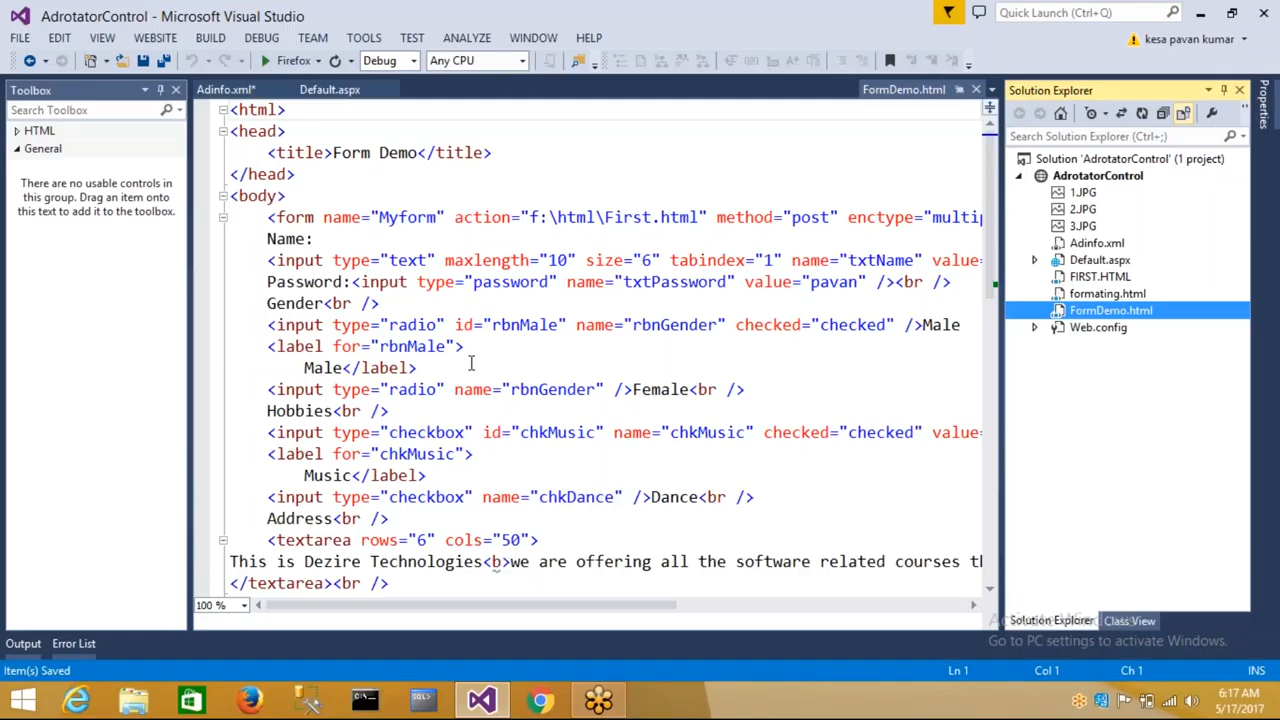 AdrotatorControl - Microsoft Visual Studio
Quick Launch (Ctrl+Q)
FILE EDIT VIEW WEBSITE BUILD DEBUG TEAM TOOLS TEST ANALYZE WINDOW HELP
kesa pavan kumar
Firefox Debug Any CPU
Toolbox
Search Toolbox
HTML
General
There are no usable controls in
this group. Drag an item onto
this text to add it to the toolbox.
Adinfo.xml* Default.aspx FormDemo.html
<html>
<head>
<title>Form Demo</title>
</head>
<body>
<form name="Myform" action="f:\html\First.html" method="post" enctype="multip
Name:
<input type="text" maxlength="10" size="6" tabindex="1" name="txtName" value=
Password:<input type="password" name="txtPassword" value="pavan" /><br />
Gender<br />
<input type="radio" id="rbnMale" name="rbnGender" checked="checked" />Male
<label for="rbnMale">
Male</label>
<input type="radio" name="rbnGender" />Female<br />
Hobbies<br />
<input type="checkbox" id="chkMusic" name="chkMusic" checked="checked" value=
<label for="chkMusic">
Music</label>
<input type="checkbox" name="chkDance" />Dance<br />
Address<br />
<textarea rows="6" cols="50">
This is Dezire Technologies<b>we are offering all the software related courses th
</textarea><br />
100 %
Solution Explorer
Search Solution Explorer (Ctrl+;)
Solution 'AdrotatorControl' (1 project)
AdrotatorControl
1.JPG
2.JPG
3.JPG
Adinfo.xml
Default.aspx
FIRST.HTML
formating.html
FormDemo.html
Web.config
Properties
Solution Explorer Class View
Activate Windows
Go to PC settings to activate Windows.
Output Error List
Item(s) Saved Ln 1 Col 1 Ch 1 INS
6:17 AM
5/17/2017